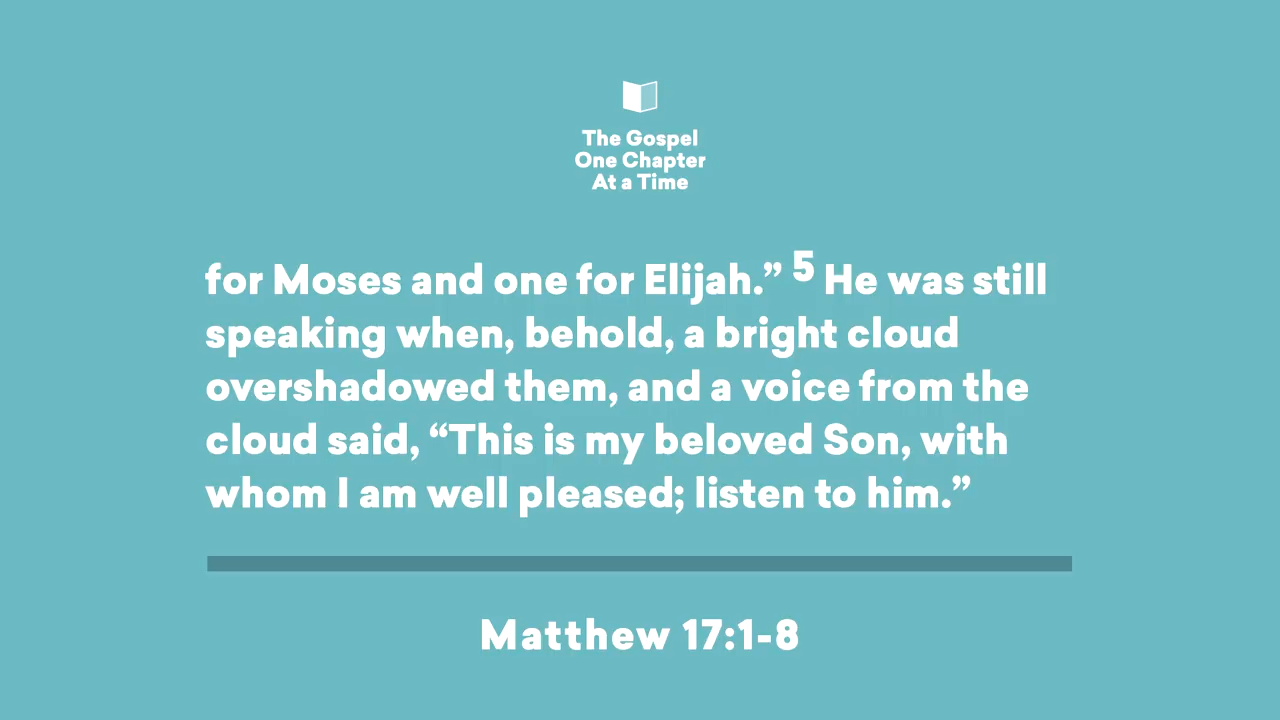 The Gospel
One Chapter
At a Time
for Moses and one for Elijah.” 5 He was still
speaking when, behold, a bright cloud
overshadowed them, and a voice from the
cloud said, “This is my beloved Son, with
whom I am well pleased; listen to him.”
Matthew 17:1-8